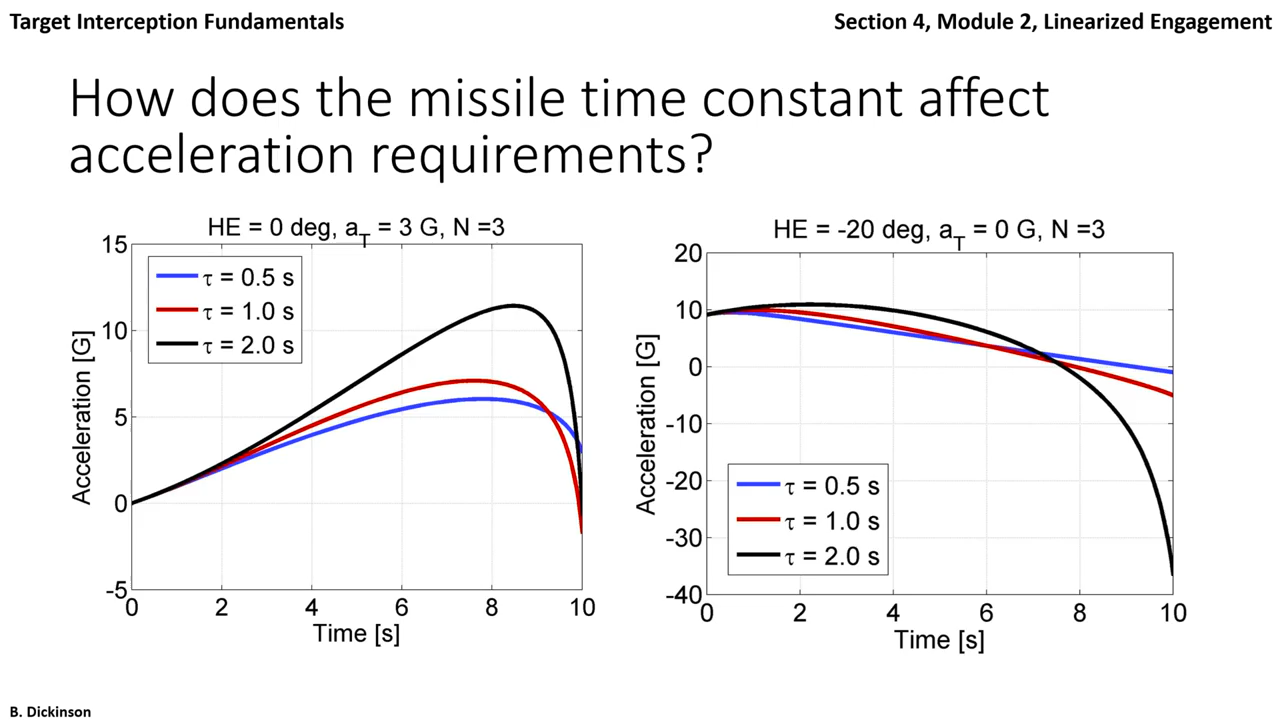 Target Interception Fundamentals
Section 4, Module 2, Linearized Engagement
How does the missile time constant affect
acceleration requirements?
HE = 0 deg, a_T = 3 G, N =3
15
10
5
0
-5
Acceleration [G]
τ = 0.5 s
τ = 1.0 s
τ = 2.0 s
0 2 4 6 8 10
Time [s]
HE = -20 deg, a_T = 0 G, N =3
20
10
0
-10
-20
-30
-40
Acceleration [G]
τ = 0.5 s
τ = 1.0 s
τ = 2.0 s
0 2 4 6 8 10
Time [s]
B. Dickinson